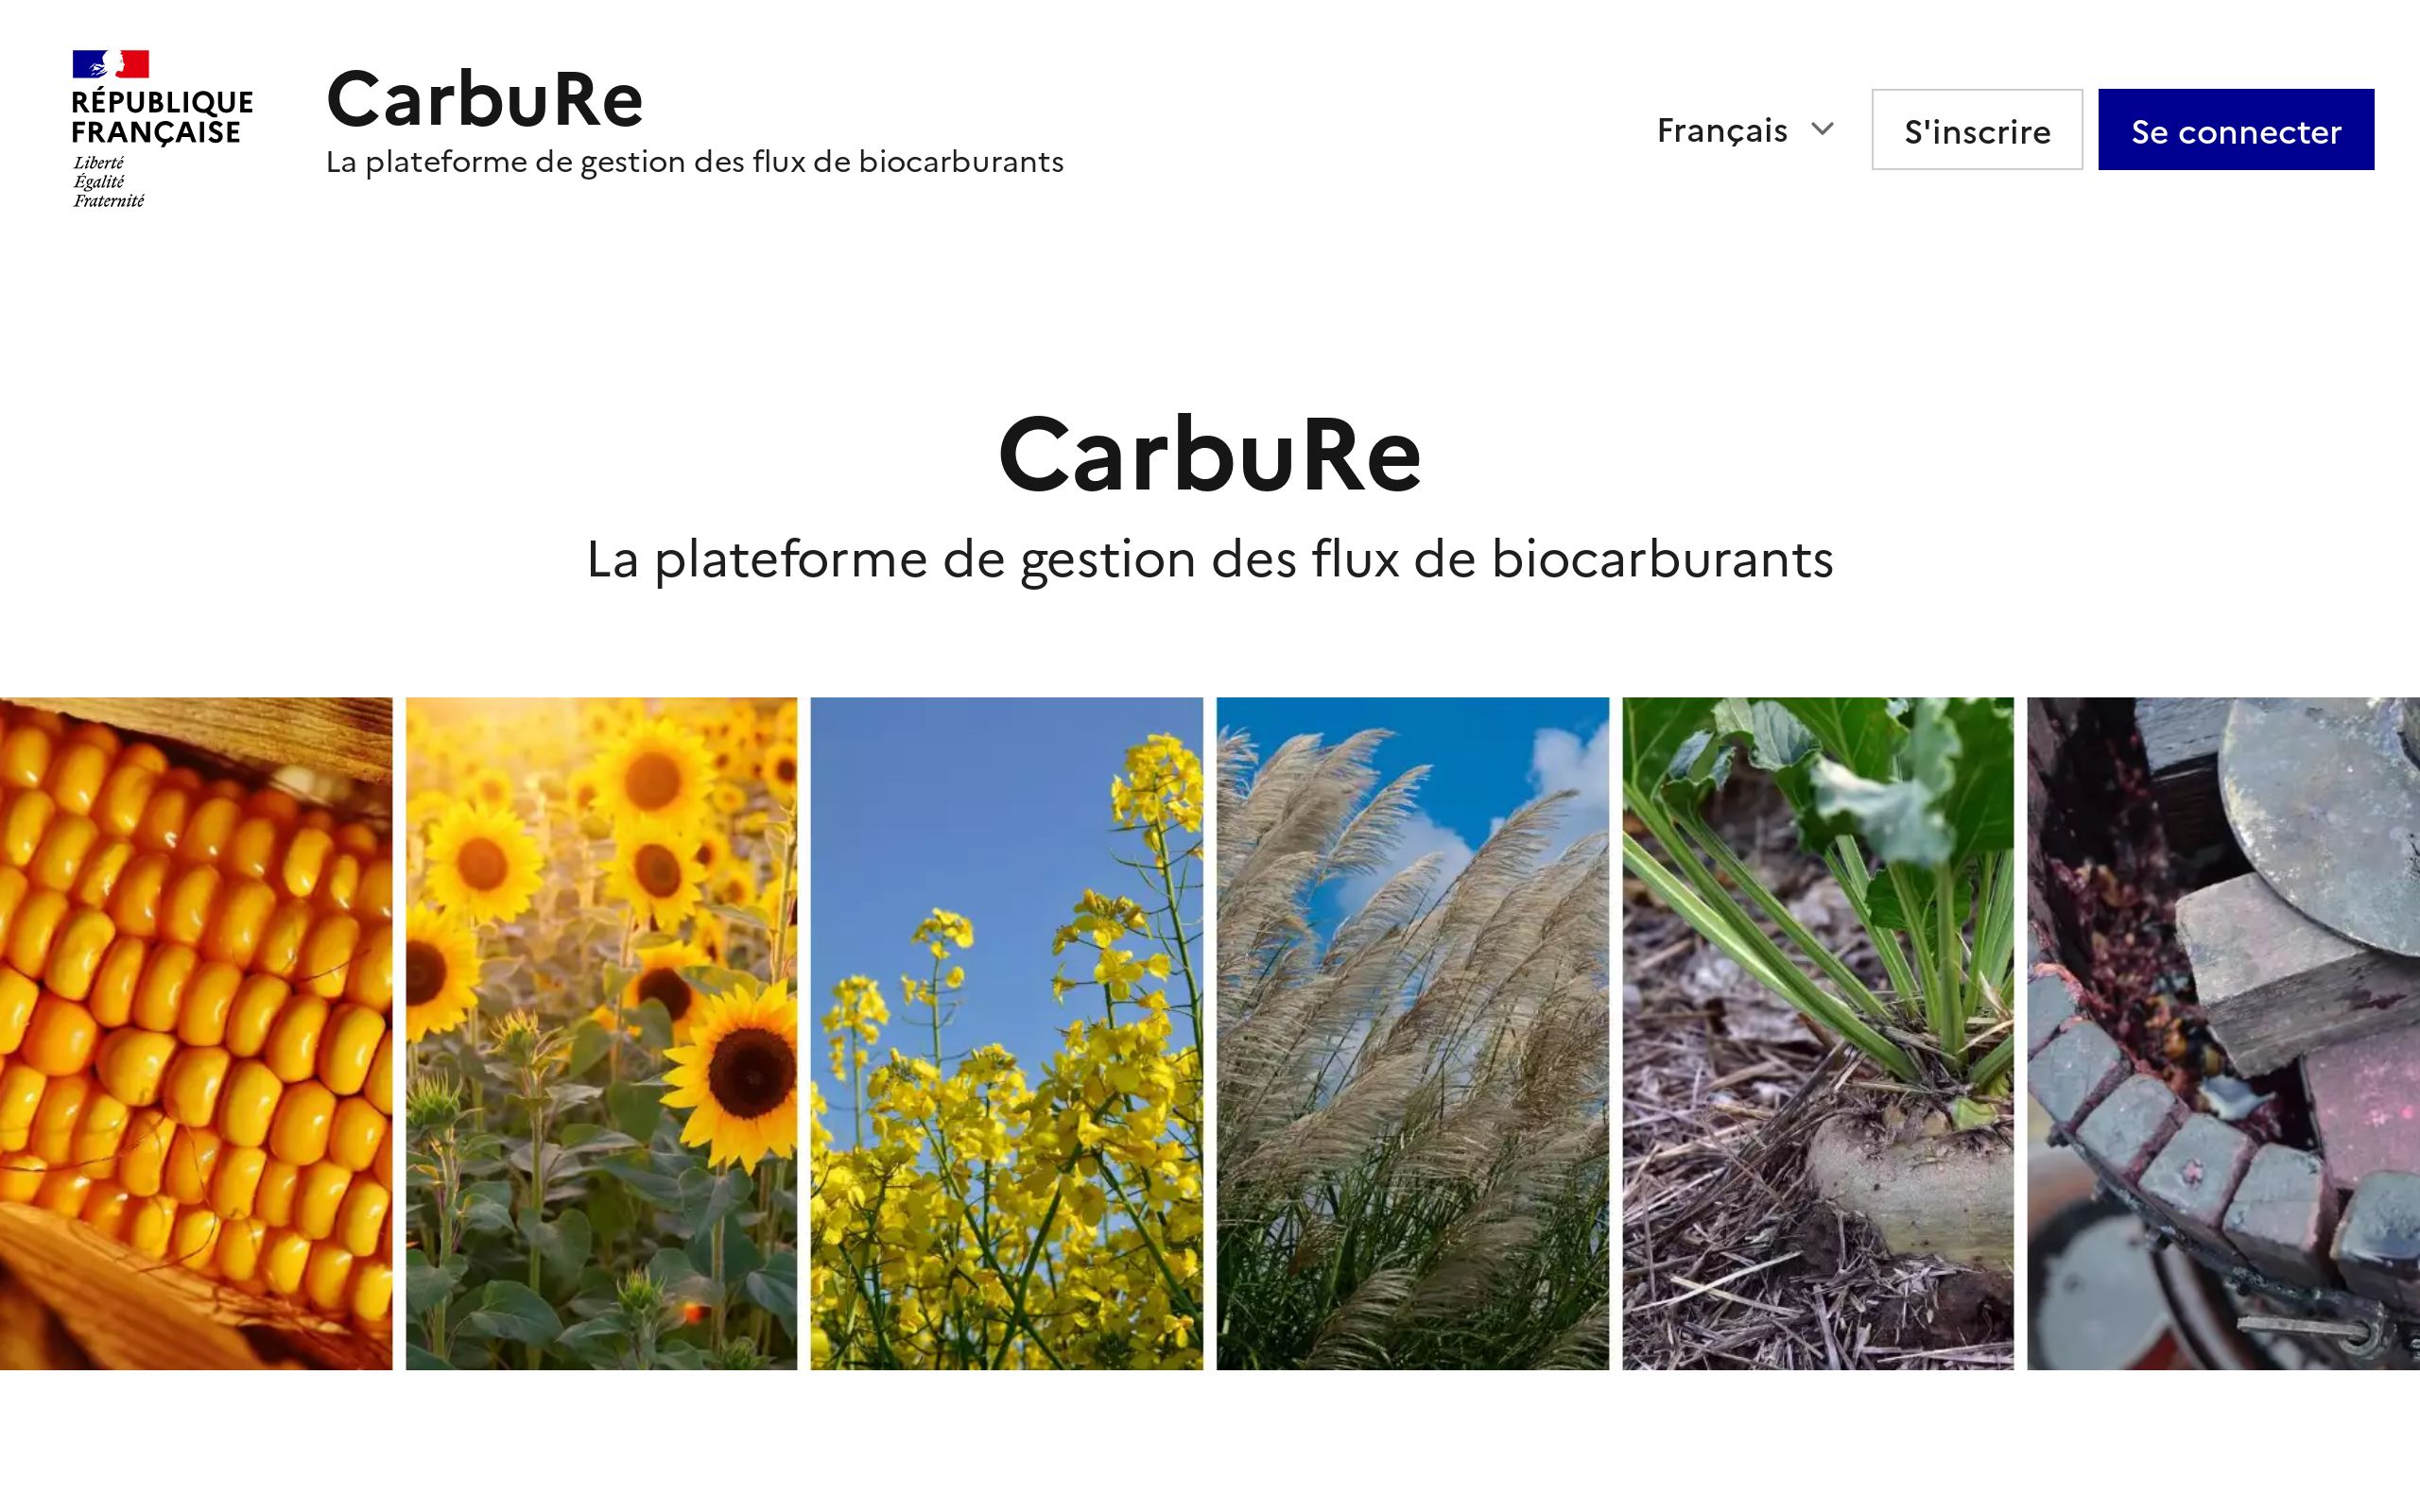 RÉPUBLIQUE
FRANÇAISE
Liberté
Égalité
Fraternité
CarbuRe
La plateforme de gestion des flux de biocarburants
Français
S'inscrire
Se connecter
CarbuRe
La plateforme de gestion des flux de biocarburants